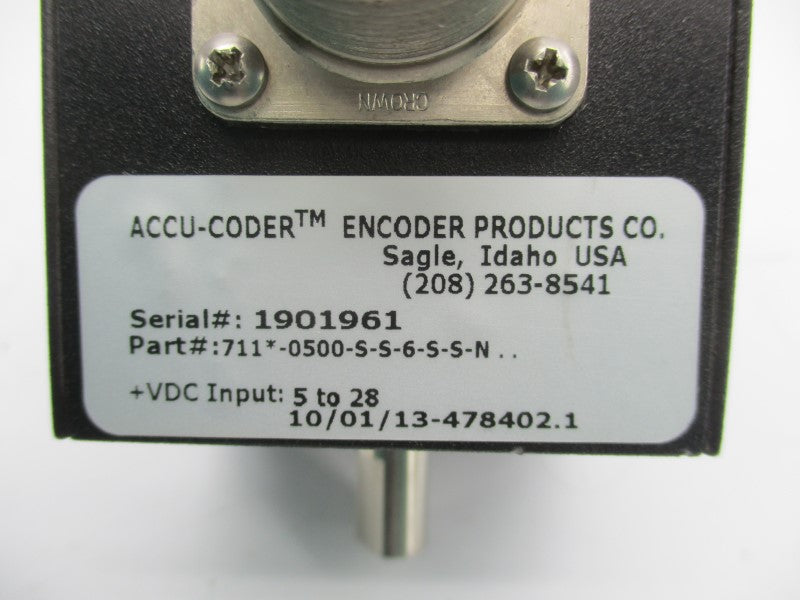 CROWN
ACCU-CODER™ ENCODER PRODUCTS CO.
Sagle, Idaho USA
(208) 263-8541
Serial#: 1901961
Part#:711*-0500-S-S-6-S-S-N ..
+VDC Input: 5 to 28
10/01/13-478402.1